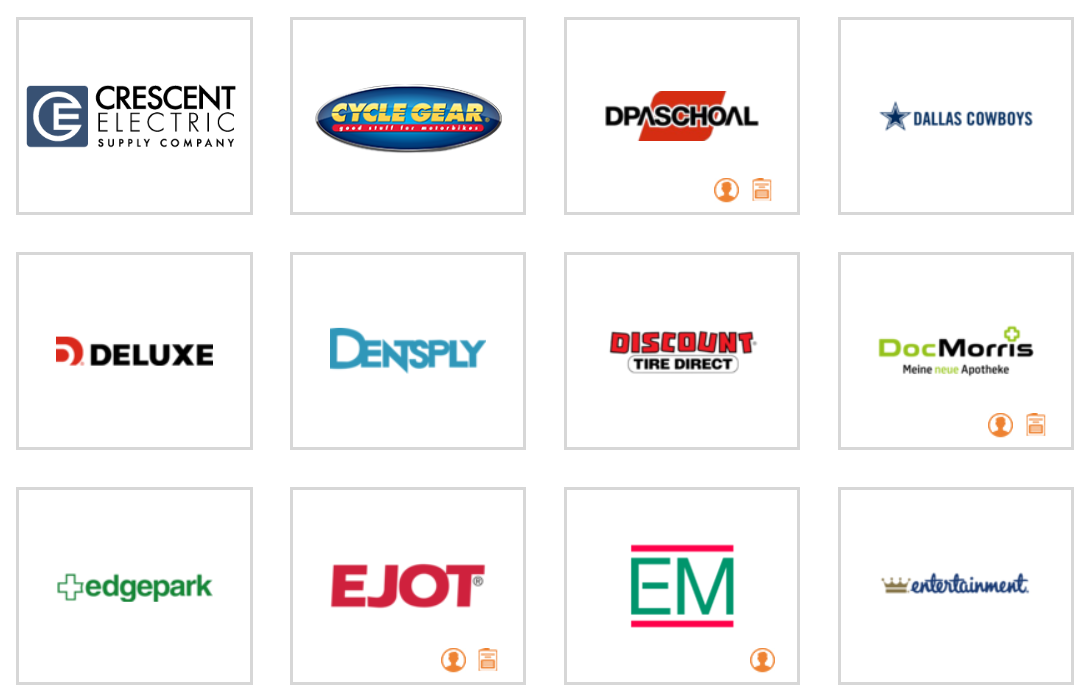 CE CRESCENT
ELECTRIC
SUPPLY COMPANY
CYCLE GEAR®
good stuff for motorbikes
DPASCHOAL
DALLAS COWBOYS
DELUXE
DENTSPLY
DISCOUNT
TIRE DIRECT
DocMorris
Meine neue Apotheke
edgepark
EJOT®
EM
entertainment.